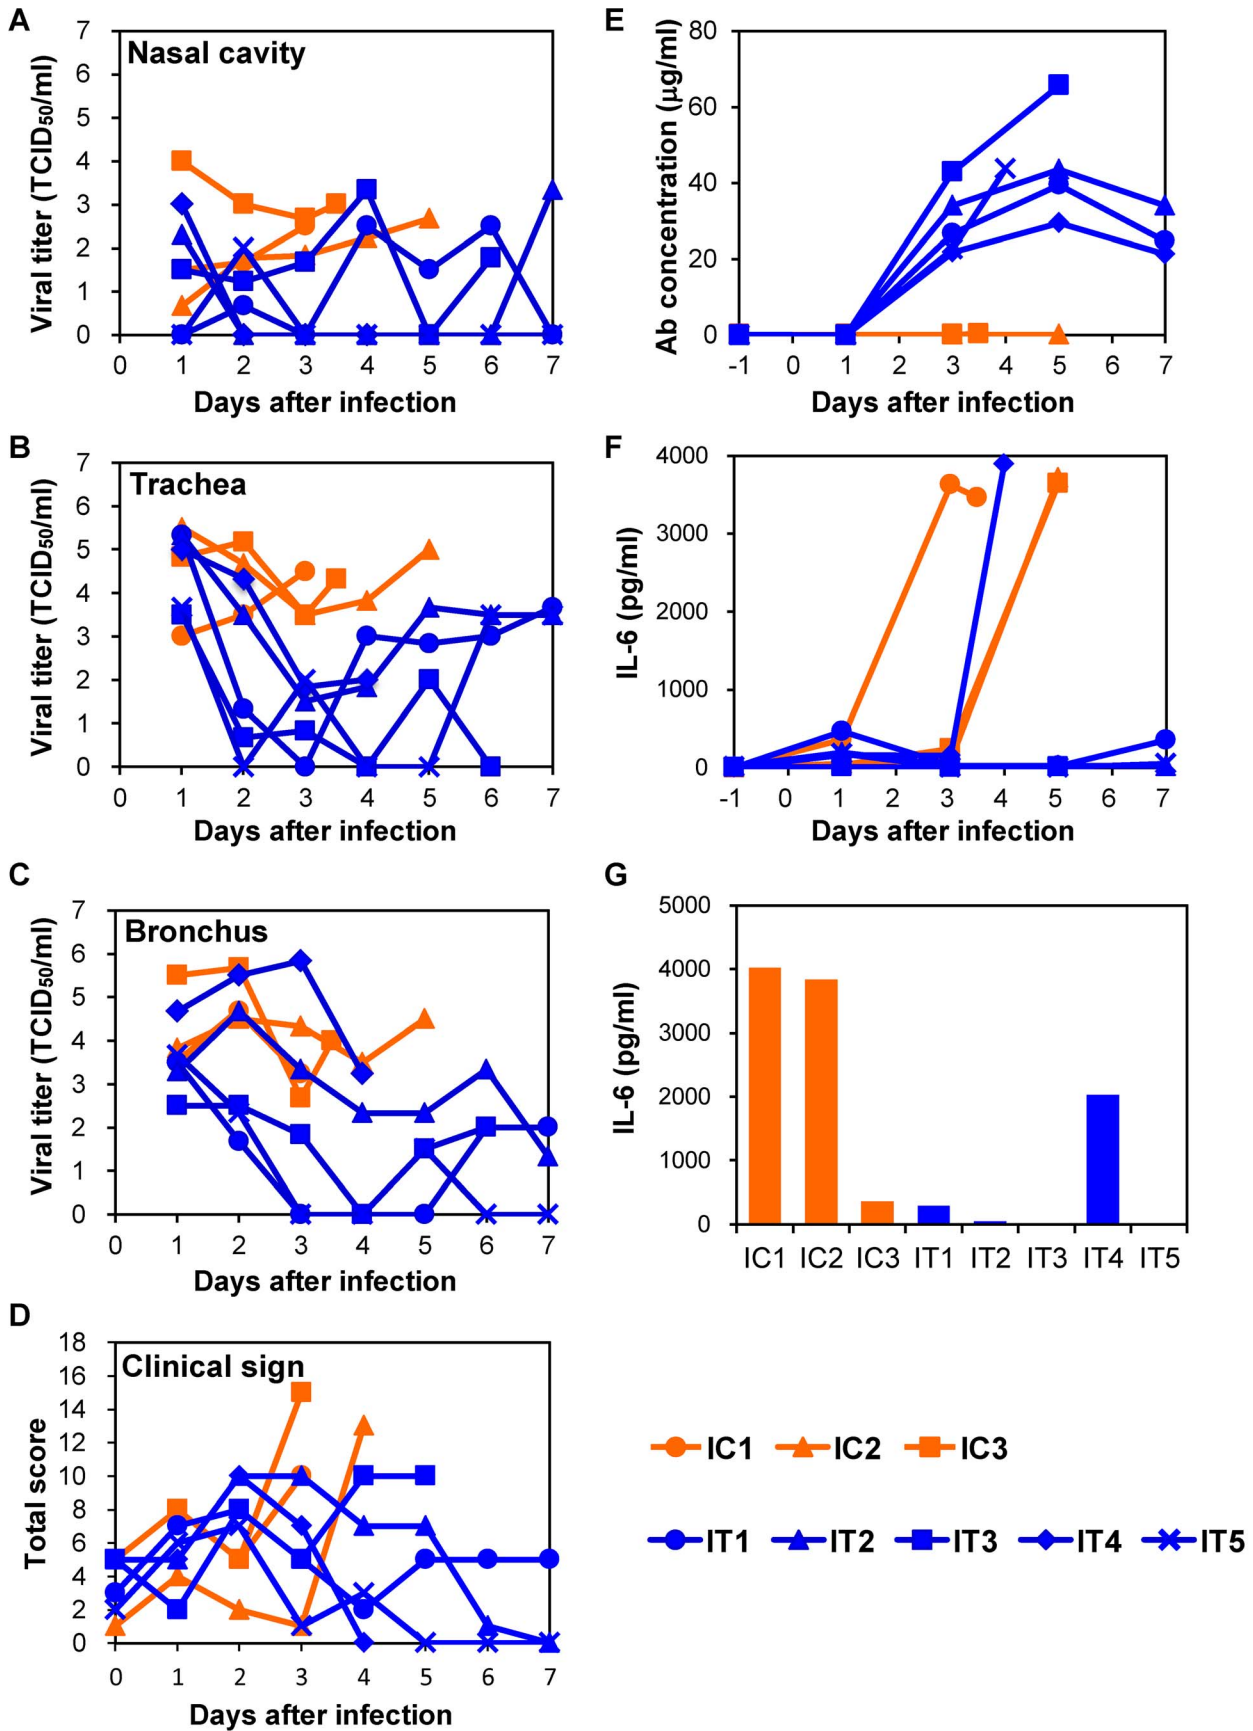 A
Nasal cavity
Viral titer (TCID50/ml)
7
6
5
4
3
2
1
0
0 1 2 3 4 5 6 7
Days after infection
B
Trachea
Viral titer (TCID50/ml)
7
6
5
4
3
2
1
0
0 1 2 3 4 5 6 7
Days after infection
C
Bronchus
Viral titer (TCID50/ml)
7
6
5
4
3
2
1
0
0 1 2 3 4 5 6 7
Days after infection
D
Clinical sign
Total score
18
16
14
12
10
8
6
4
2
0
0 1 2 3 4 5 6 7
Days after infection
E
Ab concentration (μg/ml)
80
60
40
20
0
-1 0 1 2 3 4 5 6 7
Days after infection
F
IL-6 (pg/ml)
4000
3000
2000
1000
0
-1 0 1 2 3 4 5 6 7
Days after infection
G
IL-6 (pg/ml)
5000
4000
3000
2000
1000
0
IC1 IC2 IC3 IT1 IT2 IT3 IT4 IT5
IC1 IC2 IC3
IT1 IT2 IT3 IT4 IT5